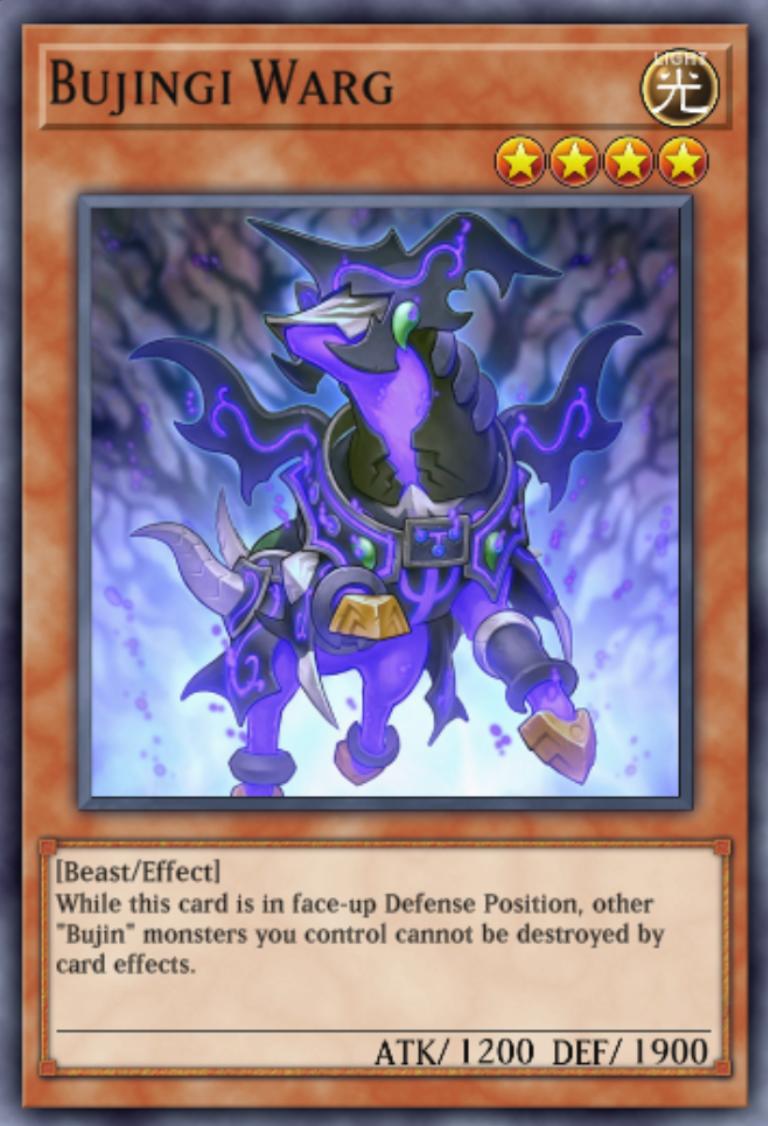 Bujingi Warg
LIGHT
光
[Beast/Effect]
While this card is in face-up Defense Position, other
"Bujin" monsters you control cannot be destroyed by
card effects.
ATK/ 1200 DEF/ 1900